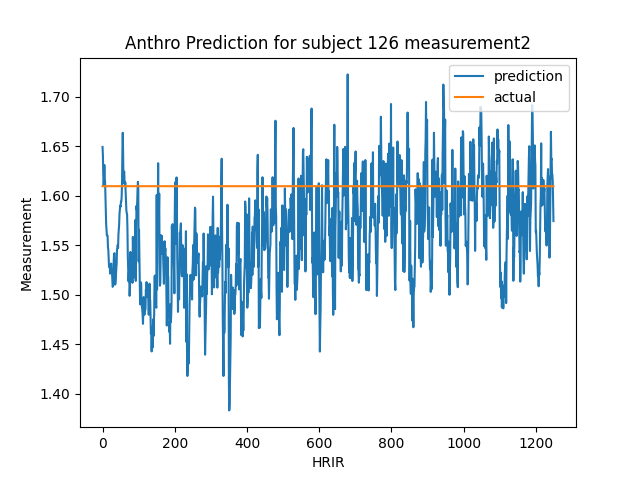 Anthro Prediction for subject 126 measurement2
prediction
actual
1.70
1.65
1.60
1.55
1.50
1.45
1.40
Measurement
0 200 400 600 800 1000 1200
HRIR